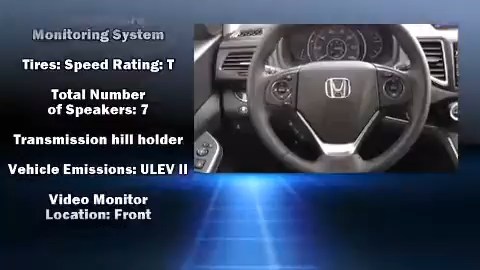 Monitoring System
Tires: Speed Rating: T
Total Number
of Speakers: 7
Transmission hill holder
Vehicle Emissions: ULEV II
Video Monitor
Location: Front